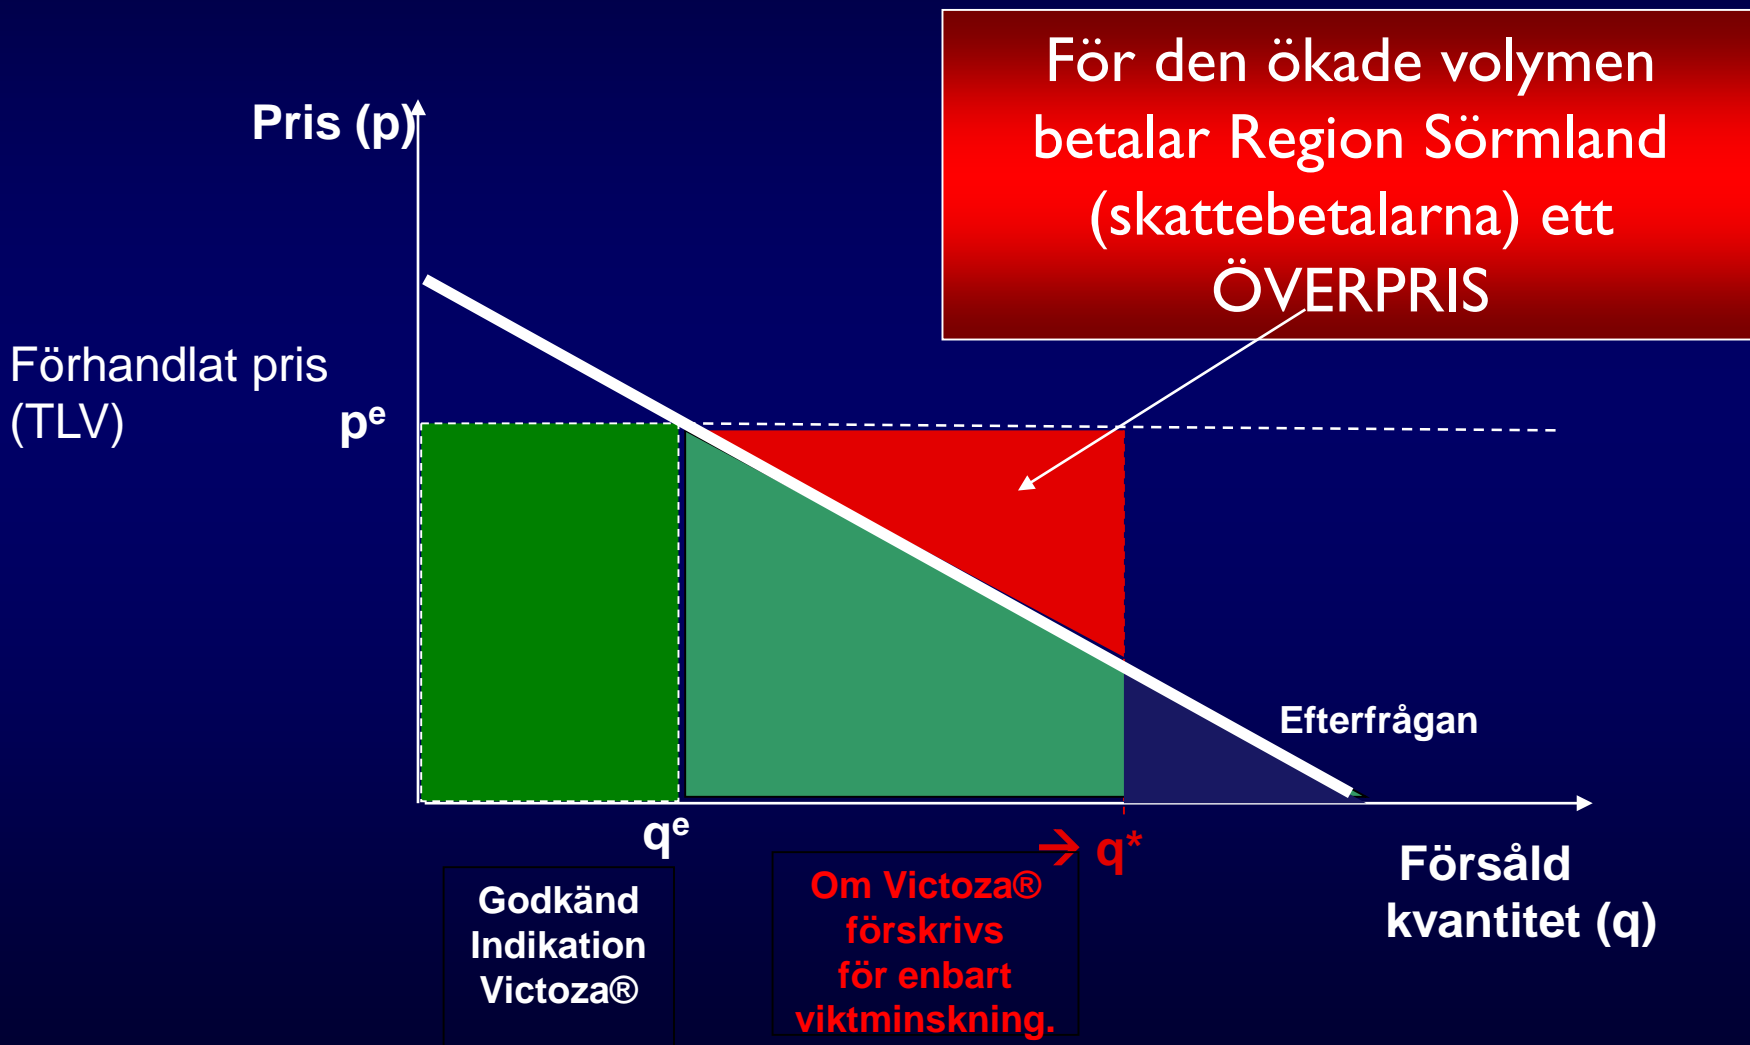 För den ökade volymen
betalar Region Sörmland
(skattebetalarna) ett
ÖVERPRIS
Pris (p)
Förhandlat pris
(TLV)
pᵉ
Efterfrågan
qᵉ
→ q*
Försåld
kvantitet (q)
Godkänd
Indikation
Victoza®
Om Victoza®
förskrivs
för enbart
viktminskning.